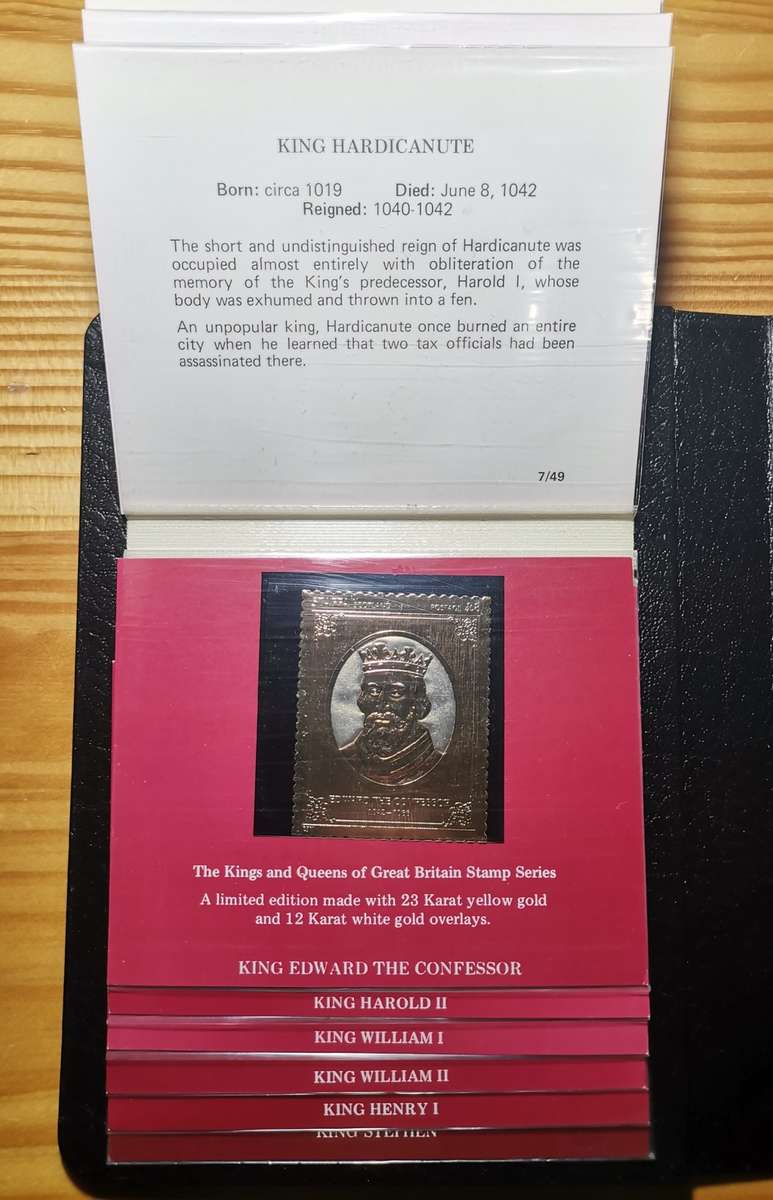 KING HARDICANUTE
Born: circa 1019 Died: June 8, 1042
Reigned: 1040-1042
The short and undistinguished reign of Hardicanute was
occupied almost entirely with obliteration of the
memory of the King's predecessor, Harold I, whose
body was exhumed and thrown into a fen.
An unpopular king, Hardicanute once burned an entire
city when he learned that two tax officials had been
assassinated there.
7/49
SCOTLAND POSTAGE
EDWARD THE CONFESSOR
The Kings and Queens of Great Britain Stamp Series
A limited edition made with 23 Karat yellow gold
and 12 Karat white gold overlays.
KING EDWARD THE CONFESSOR
KING HAROLD II
KING WILLIAM I
KING WILLIAM II
KING HENRY I
KING STEPHEN